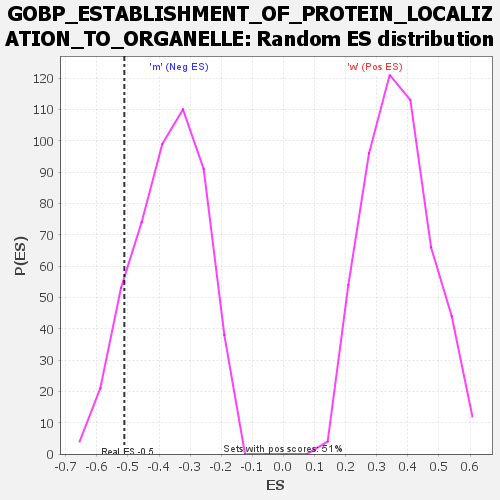 GOBP_ESTABLISHMENT_OF_PROTEIN_LOCALIZ
ATION_TO_ORGANELLE: Random ES distribution
'm' (Neg ES)
'w' (Pos ES)
120
110
100
90
80
70
60
50
40
30
20
10
0
P(ES)
Real ES -0.5
Sets with pos scores: 51%
-0.7 -0.6 -0.5 -0.4 -0.3 -0.2 -0.1 0.0 0.1 0.2 0.3 0.4 0.5 0.6
ES